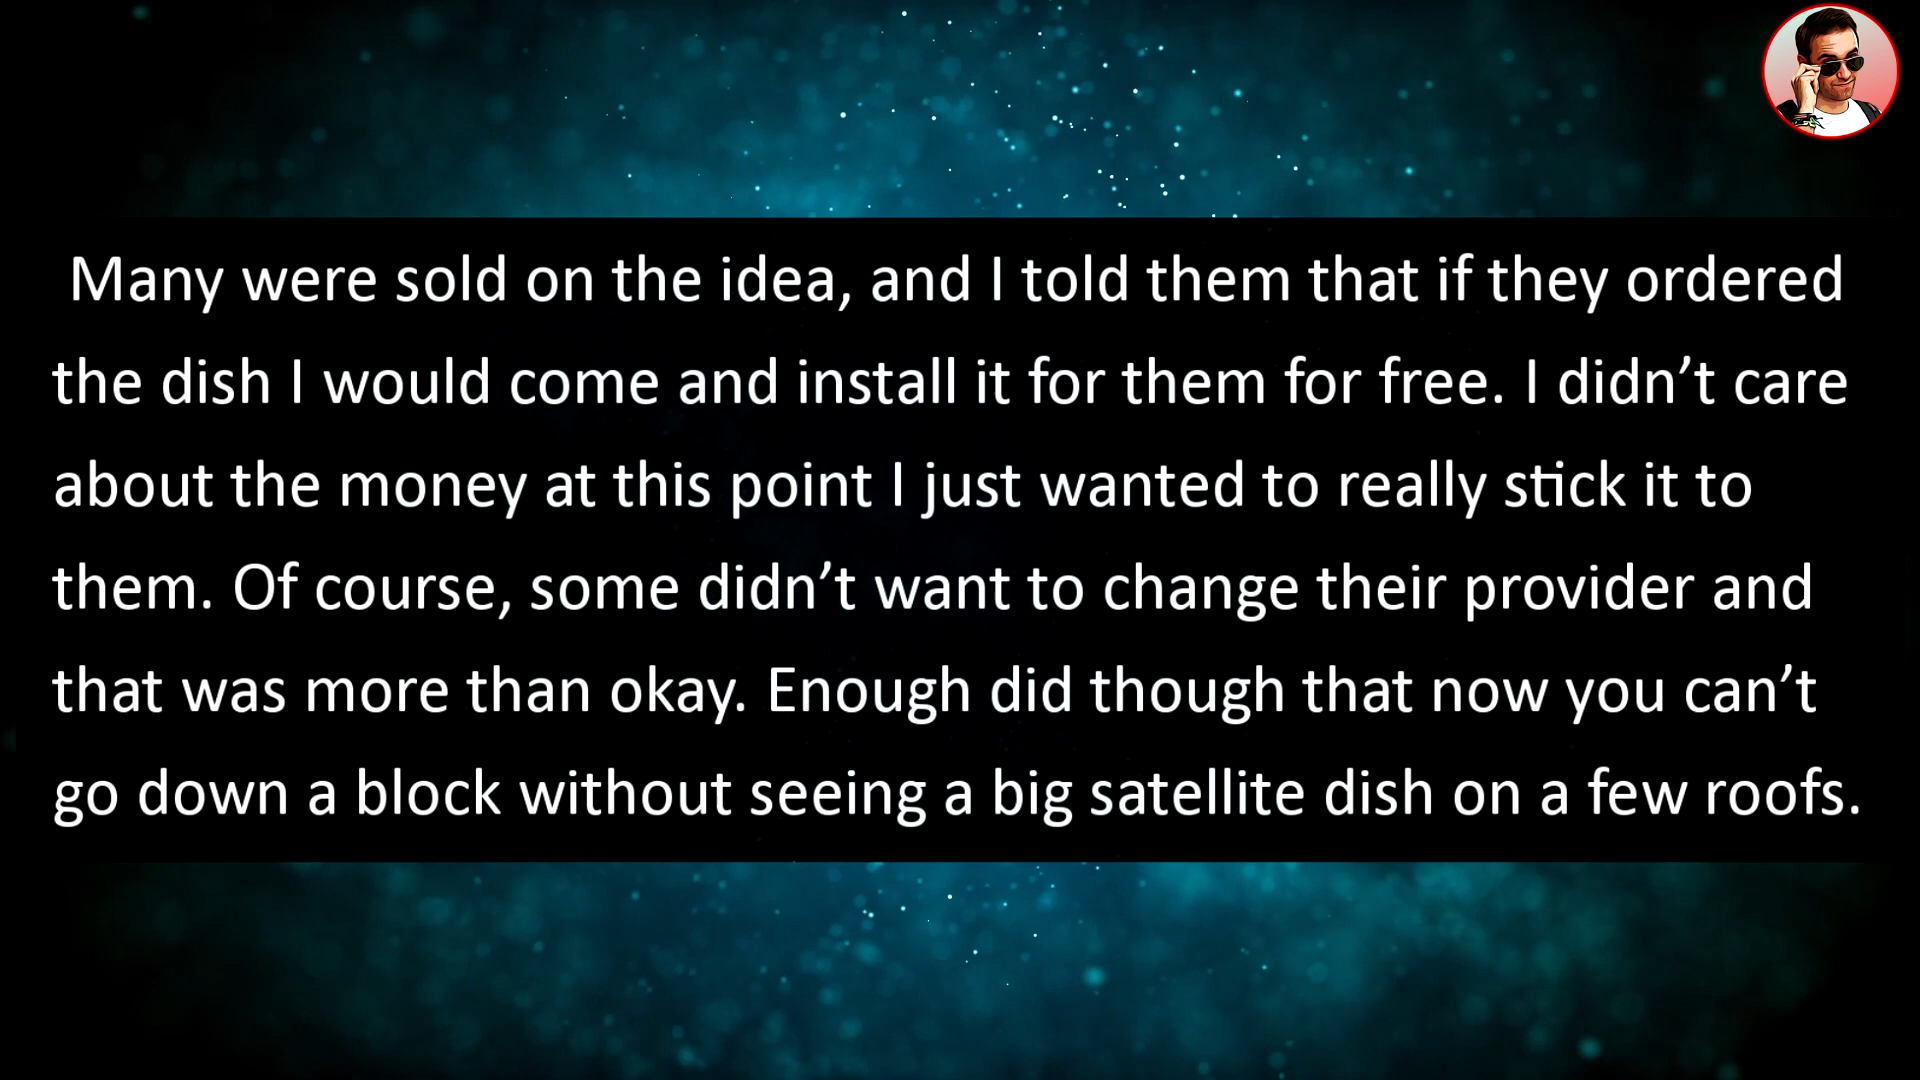 Many were sold on the idea, and I told them that if they ordered
the dish I would come and install it for them for free. I didn’t care
about the money at this point I just wanted to really stick it to
them. Of course, some didn’t want to change their provider and
that was more than okay. Enough did though that now you can’t
go down a block without seeing a big satellite dish on a few roofs.